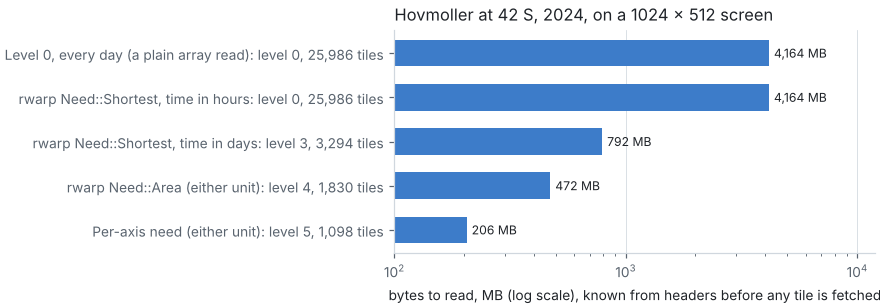 Hovmoller at 42 S, 2024, on a 1024 × 512 screen
Level 0, every day (a plain array read): level 0, 25,986 tiles
4,164 MB
rwarp Need::Shortest, time in hours: level 0, 25,986 tiles
4,164 MB
rwarp Need::Shortest, time in days: level 3, 3,294 tiles
792 MB
rwarp Need::Area (either unit): level 4, 1,830 tiles
472 MB
Per-axis need (either unit): level 5, 1,098 tiles
206 MB
10² 10³ 10⁴
bytes to read, MB (log scale), known from headers before any tile is fetched